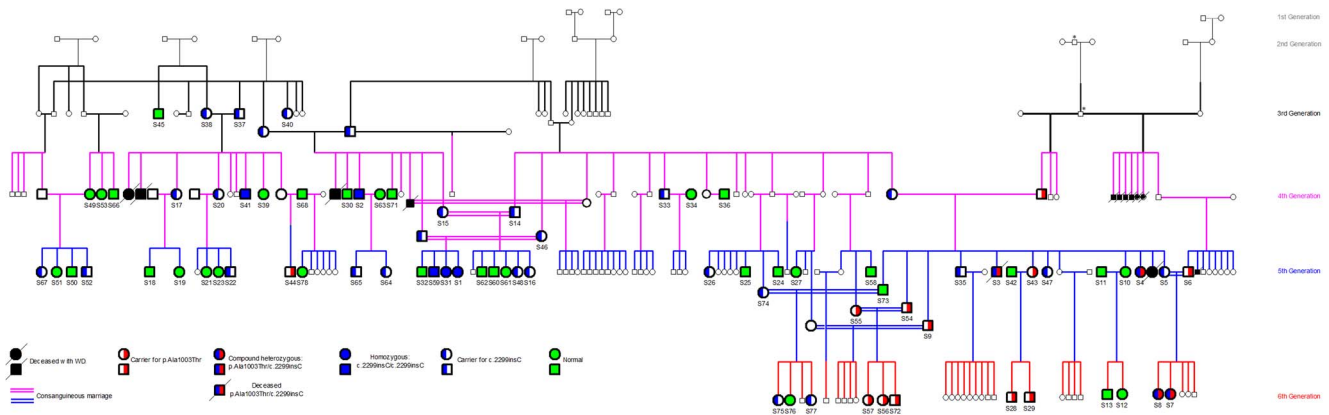 1st Generation
2nd Generation
3rd Generation
S45 S38 S37 S40
4th Generation
S49 S53 S66 S17 S20 S41 S39 S68 S30 S2 S63 S71 S15 S14 S33 S34 S36
S46
5th Generation
S67 S51 S50 S52 S18 S19 S21 S23 S22 S44 S78 S65 S64 S32 S59 S31 S1 S62 S60 S61 S48 S16 S26 S25 S24 S27 S58 S35 S3 S42 S43 S47 S11 S10 S4 S5 S6
S74 S73
S55 S54
S9
6th Generation
S75 S76 S77 S57 S56 S72 S28 S29 S13 S12 S8 S7
Deceased with WD.
Carrier for p.Ala1003Thr
Compound heterozygous:
p.Ala1003Thr/c.2299insC
Homozygous:
c.2299insC/c.2299insC
Carrier for c.2299insC
Normal
Deceased
p.Ala1003Thr/c.2299insC
Consanguineous marriage